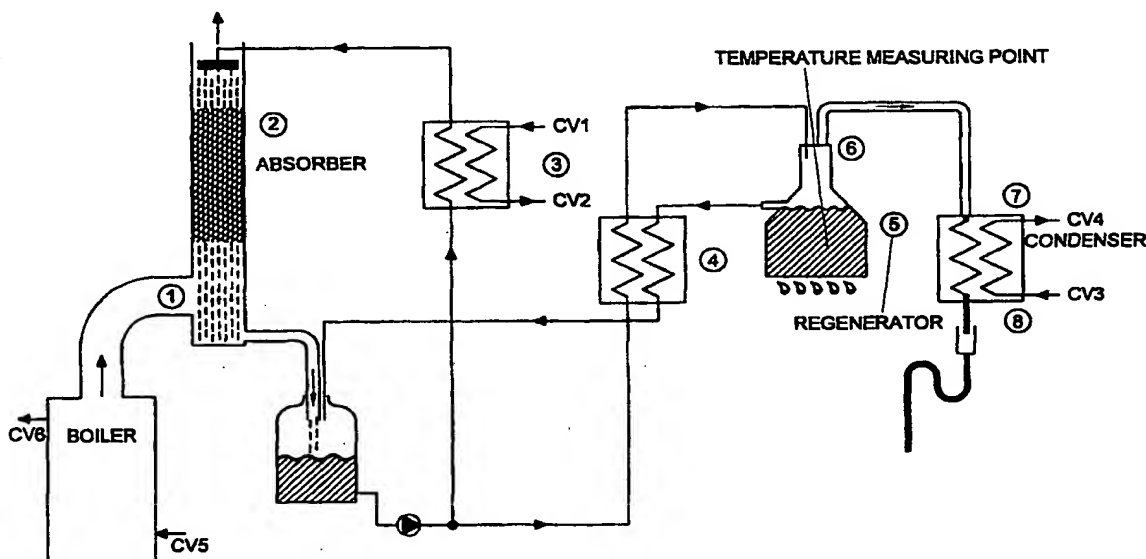 TEMPERATURE MEASURING POINT
②
ABSORBER
CV1
③
CV2
⑥
⑦
CV4
CONDENSER
④
⑤
①
CV3
REGENERATOR
⑧
CV6
BOILER
CV5